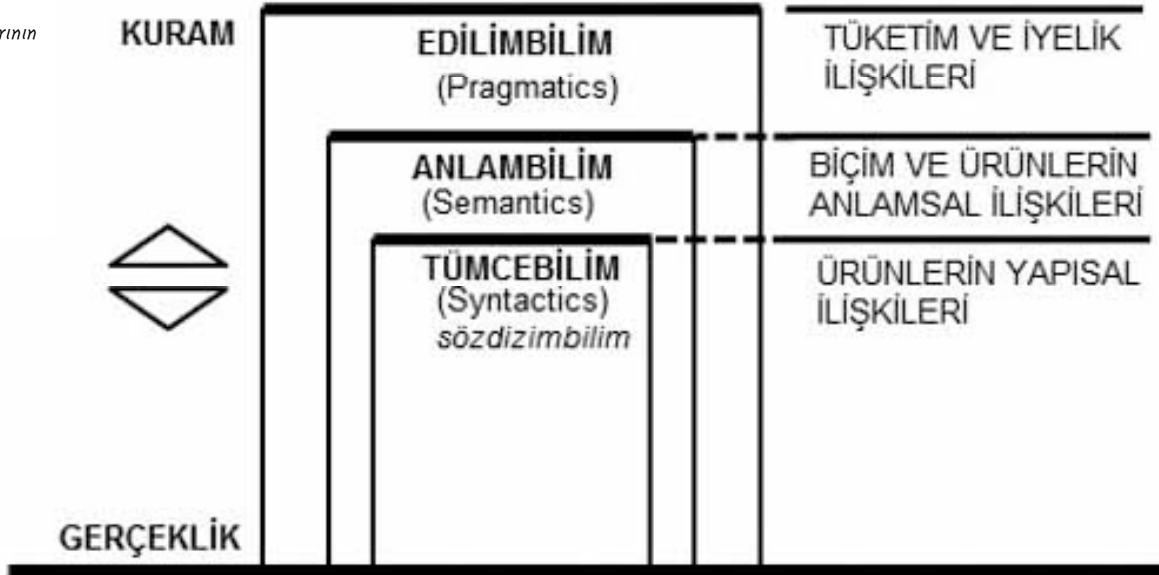 KURAM
EDİLİMBİLİM
(Pragmatics)
TÜKETİM VE İYELİK
İLİŞKİLERİ
ANLAMBİLİM
(Semantics)
BİÇİM VE ÜRÜNLERİN
ANLAMSAL İLİŞKİLERİ
TÜMCEBİLİM
(Syntactics)
sözdizimbilim
ÜRÜNLERİN YAPISAL
İLİŞKİLERİ
GERÇEKLİK